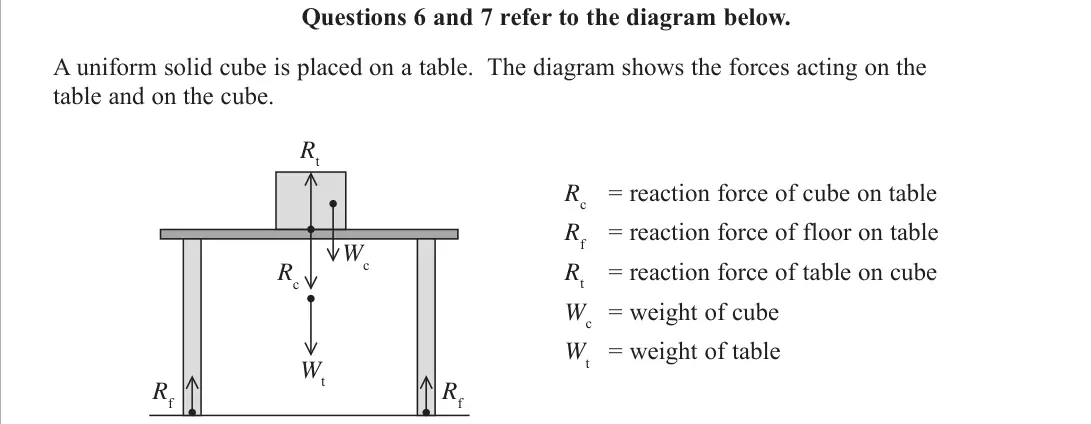 Questions 6 and 7 refer to the diagram below.
A uniform solid cube is placed on a table. The diagram shows the forces acting on the
table and on the cube.
Rt
Wc
Rc
Wt
Rf
Rf
Rc = reaction force of cube on table
Rf = reaction force of floor on table
Rt = reaction force of table on cube
Wc = weight of cube
Wt = weight of table